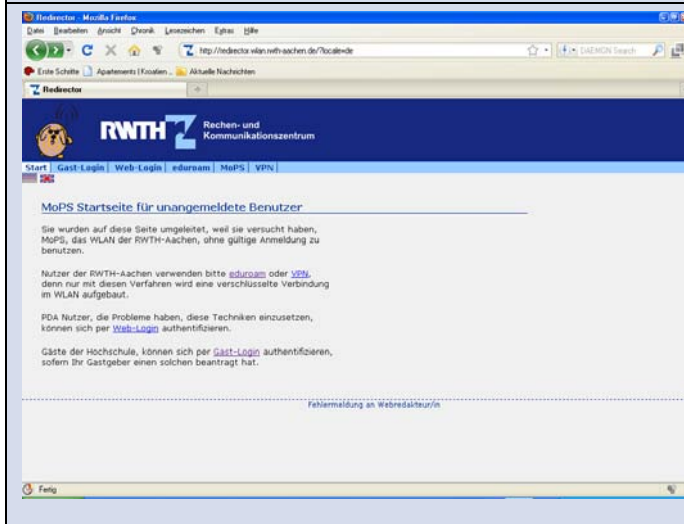 Redirector - Mozilla Firefox
Datei Bearbeiten Ansicht Chronik Lesezeichen Extras Hilfe
http://redirector.wlan.rwth-aachen.de/?locale=de
DAEMON Search
Erste Schritte Apartements (Kroatien ... Aktuelle Nachrichten
Redirector
RWTH
Rechen- und
Kommunikationszentrum
Start Gast-Login Web-Login eduroam MoPS VPN
MoPS Startseite für unangemeldete Benutzer
Sie wurden auf diese Seite umgeleitet, weil sie versucht haben,
MoPS, das WLAN der RWTH-Aachen, ohne gültige Anmeldung zu
benutzen.
Nutzer der RWTH-Aachen verwenden bitte eduroam oder VPN,
denn nur mit diesen Verfahren wird eine verschlüsselte Verbindung
im WLAN aufgebaut.
PDA Nutzer, die Probleme haben, diese Techniken einzusetzen,
können sich per Web-Login authentifizieren.
Gäste der Hochschule, können sich per Gast-Login authentifizieren,
sofern Ihr Gastgeber einen solchen beantragt hat.
Fehlermeldung an Webredakteur/in
Fertig